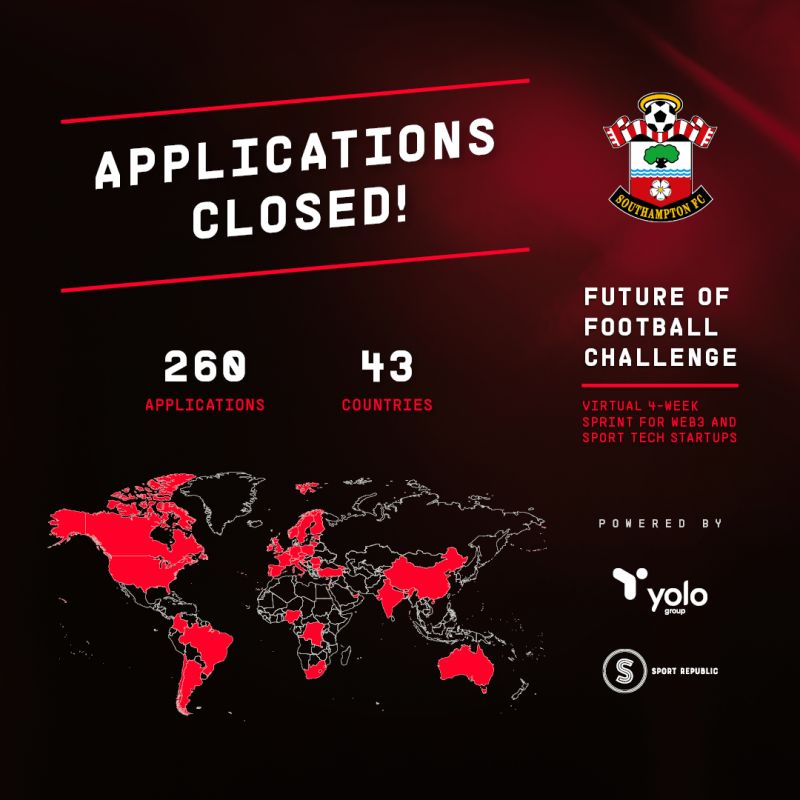 APPLICATIONS
CLOSED!
260
APPLICATIONS
43
COUNTRIES
SOUTHAMPTON FC
FUTURE OF
FOOTBALL
CHALLENGE
VIRTUAL 4-WEEK
SPRINT FOR WEB3 AND
SPORT TECH STARTUPS
POWERED BY
yolo
group
S
SPORT REPUBLIC